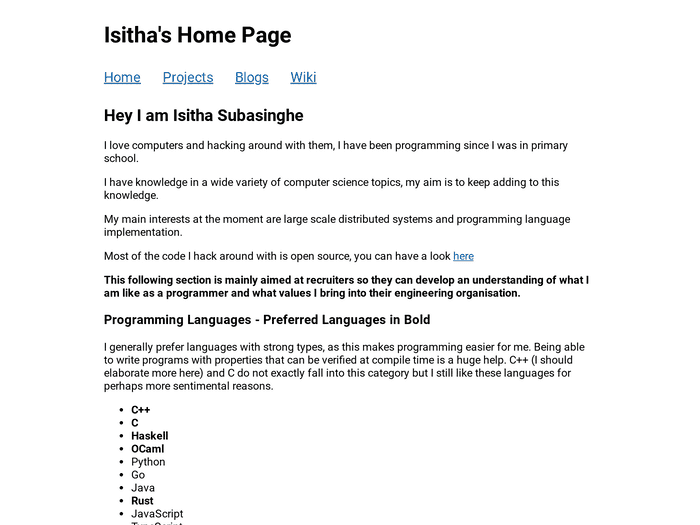 Isitha's Home Page
Home Projects Blogs Wiki
Hey I am Isitha Subasinghe
I love computers and hacking around with them, I have been programming since I was in primary
school.
I have knowledge in a wide variety of computer science topics, my aim is to keep adding to this
knowledge.
My main interests at the moment are large scale distributed systems and programming language
implementation.
Most of the code I hack around with is open source, you can have a look here
This following section is mainly aimed at recruiters so they can develop an understanding of what I
am like as a programmer and what values I bring into their engineering organisation.
Programming Languages - Preferred Languages in Bold
I generally prefer languages with strong types, as this makes programming easier for me. Being able
to write programs with properties that can be verified at compile time is a huge help. C++ (I should
elaborate more here) and C do not exactly fall into this category but I still like these languages for
perhaps more sentimental reasons.
• C++
• C
• Haskell
• OCaml
• Python
• Go
• Java
• Rust
• JavaScript